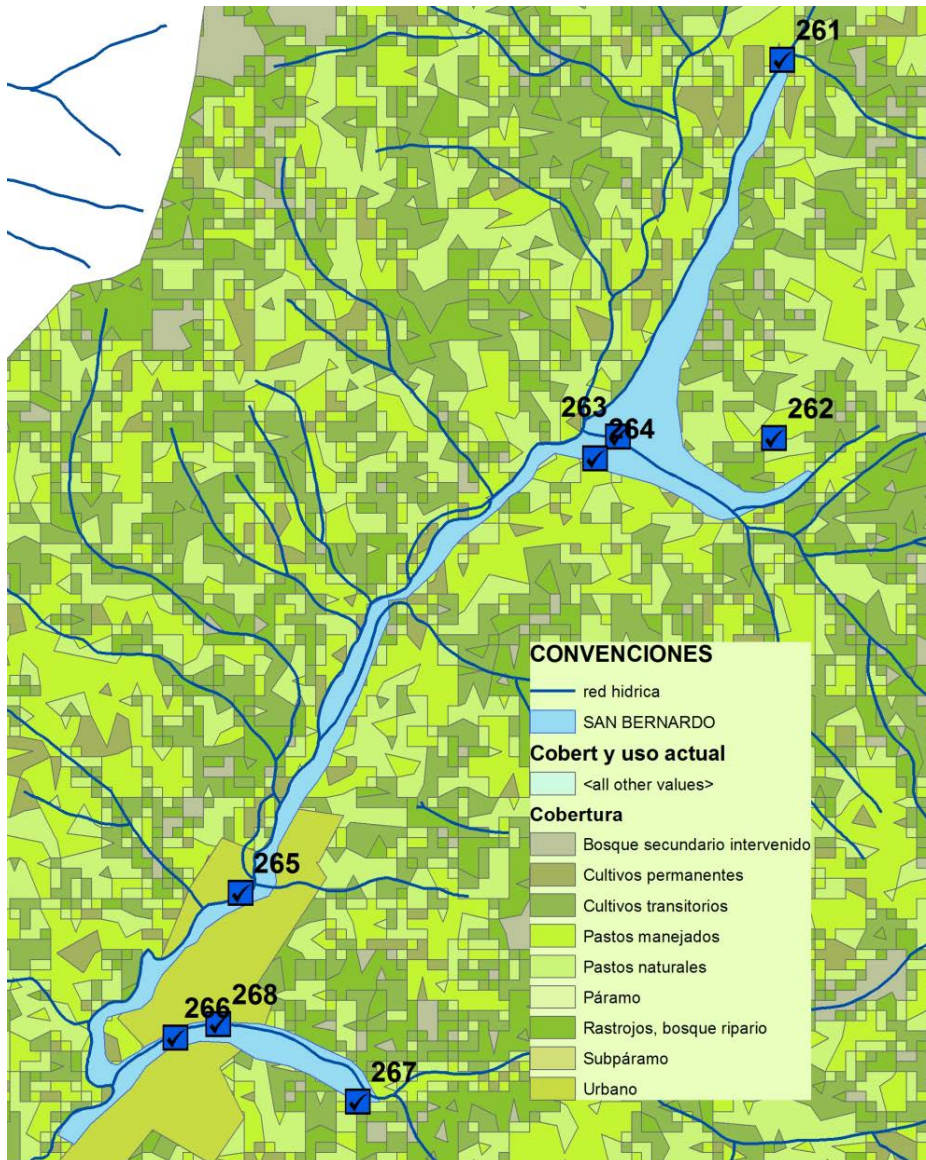 261
263
264
262
CONVENCIONES
red hidrica
SAN BERNARDO
Cobert y uso actual
<all other values>
Cobertura
Bosque secundario intervenido
Cultivos permanentes
Cultivos transitorios
Pastos manejados
Pastos naturales
Páramo
Rastrojos, bosque ripario
Subpáramo
Urbano
265
266
268
267